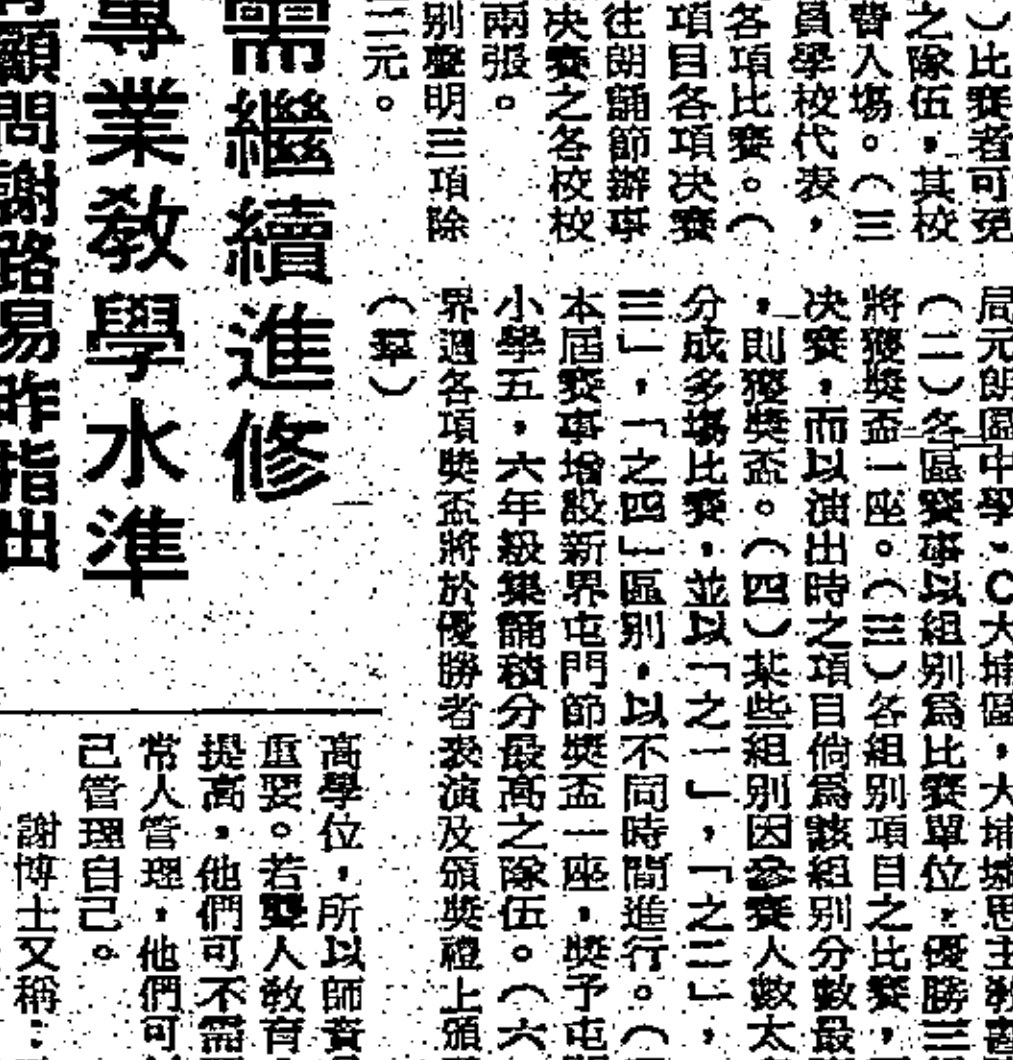 ）比賽者可免
之隊伍，其校
費入場。（三
員學校代表，
各項比賽。（
項目各項决賽
往朗誦節辦事
决賽之各校校
兩張。
別聲明三項除
三元。
局元朗區中學、C大埔區，大埔墟思主教書
（二）各區賽事以組別爲比賽單位，優勝三
將獲獎盃一座。（三）各組別項目之比賽，
决賽，而以演出時之項目倘爲該組別分數最
，則獲獎盃。（四）某些組別因參賽人數太
分成多場比賽，並以「之一」，「之二」，
三」，「之四」區別，以不同時間進行。（
本屆賽事增設新界屯門節獎盃一座，獎予屯
小學五，六年級集誦積分最高之隊伍。（六
界週各項獎盃將於優勝者表演及頒獎禮上頒
（羣）
需繼續進修
專業敎學水準
顧問謝路易昨指出
高學位，所以師資
重要。若聾人敎育
提高，他們可不需
常人管理，他們可
己管理自己。
謝博士又稱：